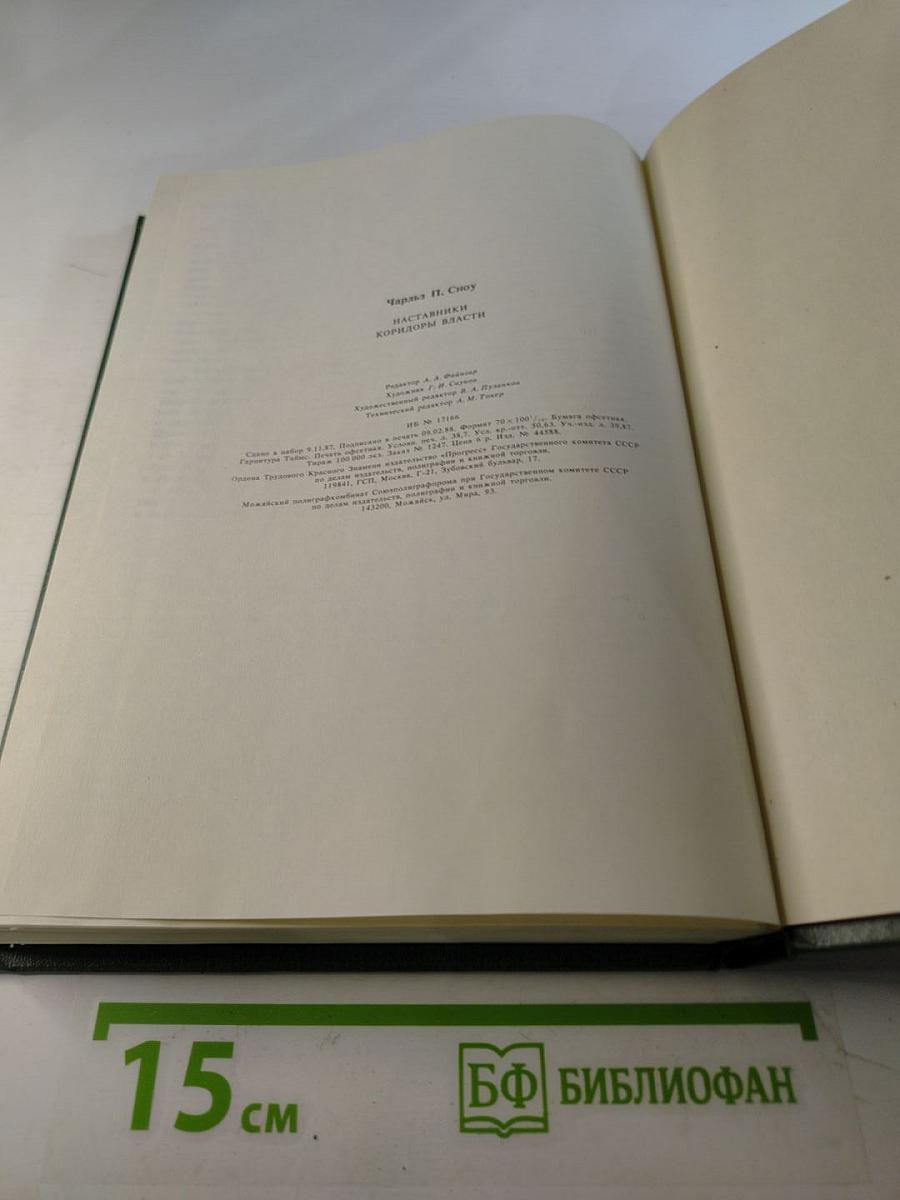 Чарльз П. Сноу
НАСТАВНИКИ
КОРИДОРЫ ВЛАСТИ
Редактор А. А. Файнгар
Художник Г. И. Сауков
Художественный редактор В. А. Пузанков
Технический редактор А. М. Токер
ИБ № 17166
Сдано в набор 9.11.87. Подписано в печать 09.02.88. Формат 70×100 1/16. Бумага офсетная.
Гарнитура Таймс. Печать офсетная. Условн. печ. л. 38,7. Усл. кр.-отт. 50,63. Уч.-изд. л. 39,87.
Тираж 100 000 экз. Заказ № 1247. Цена 6 р. Изд. № 44588.
Ордена Трудового Красного Знамени издательство «Прогресс» Государственного комитета СССР
по делам издательств, полиграфии и книжной торговли.
119841, ГСП, Москва, Г-21, Зубовский бульвар, 17.
Можайский полиграфкомбинат Союзполиграфпрома при Государственном комитете СССР
по делам издательств, полиграфии и книжной торговли.
143200, Можайск, ул. Мира, 93.
15 см
БФ БИБЛИОФАН